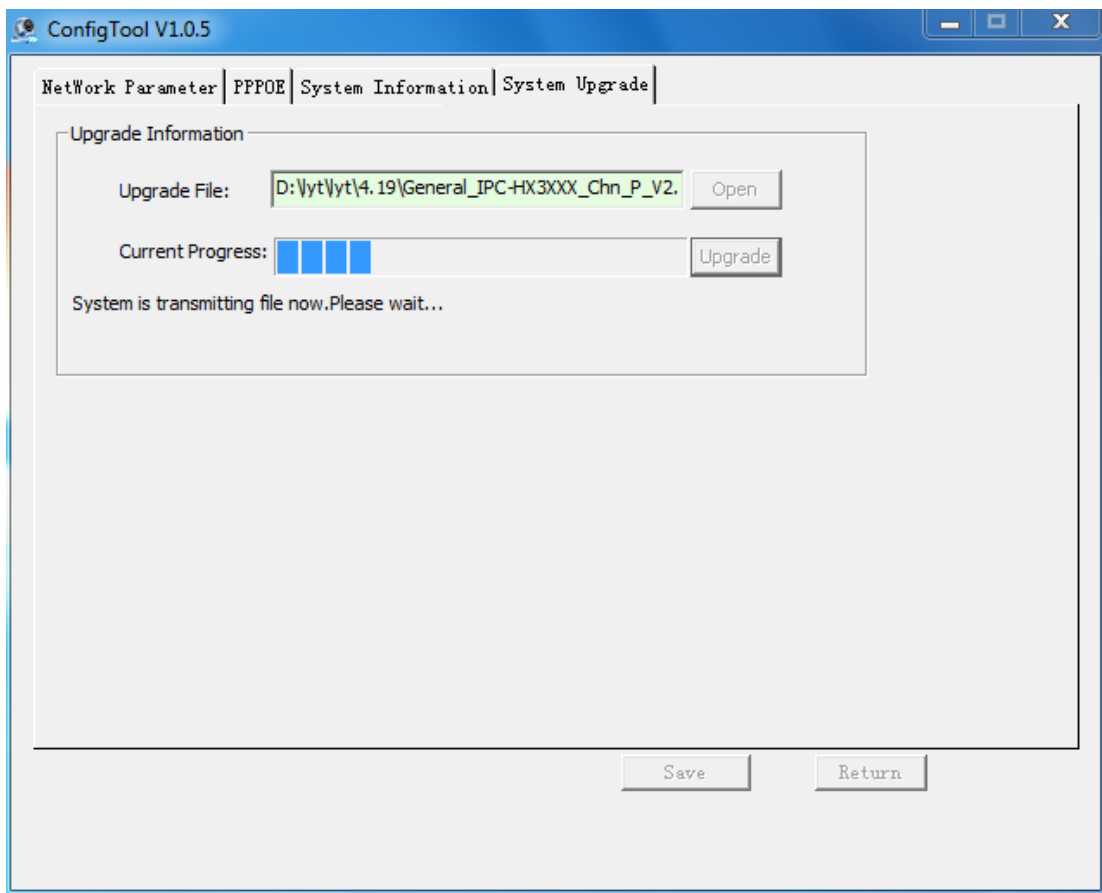 ConfigTool V1.0.5
NetWork Parameter PPPOE System Information System Upgrade
Upgrade Information
Upgrade File: D:\lyt\lyt\4.19\General_IPC-HX3XXX_Chn_P_V2. Open
Current Progress: Upgrade
System is transmitting file now.Please wait...
Save Return